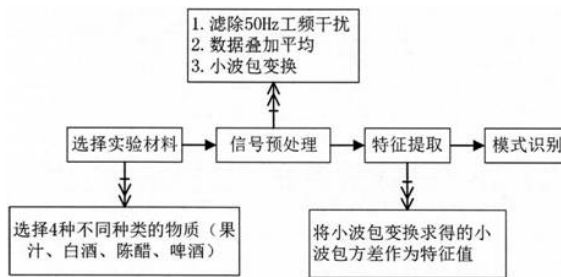 1. 滤除50Hz工频干扰
2. 数据叠加平均
3. 小波包变换
选择实验材料
信号预处理
特征提取
模式识别
选择4种不同种类的物质（果
汁、白酒、陈醋、啤酒）
将小波包变换求得的小
波包方差作为特征值